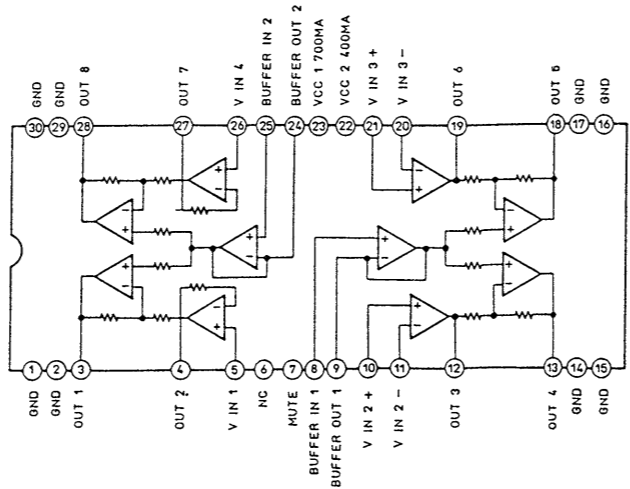 GND
GND
OUT 8
OUT 7
V IN 4
BUFFER IN 2
BUFFER OUT 2
VCC 1 700MA
VCC 2 400MA
V IN 3+
V IN 3-
OUT 6
OUT 5
GND
GND
30
29
28
27
26
25
24
23
22
21
20
19
18
17
16
+
-
+
-
-
+
-
+
+
-
-
+
+
-
+
-
-
+
+
-
+
-
+
-
1
2
3
4
5
6
7
8
9
10
11
12
13
14
15
GND
GND
OUT 1
OUT 2
V IN 1
NC
MUTE
BUFFER IN 1
BUFFER OUT 1
V IN 2 +
V IN 2 -
OUT 3
OUT 4
GND
GND